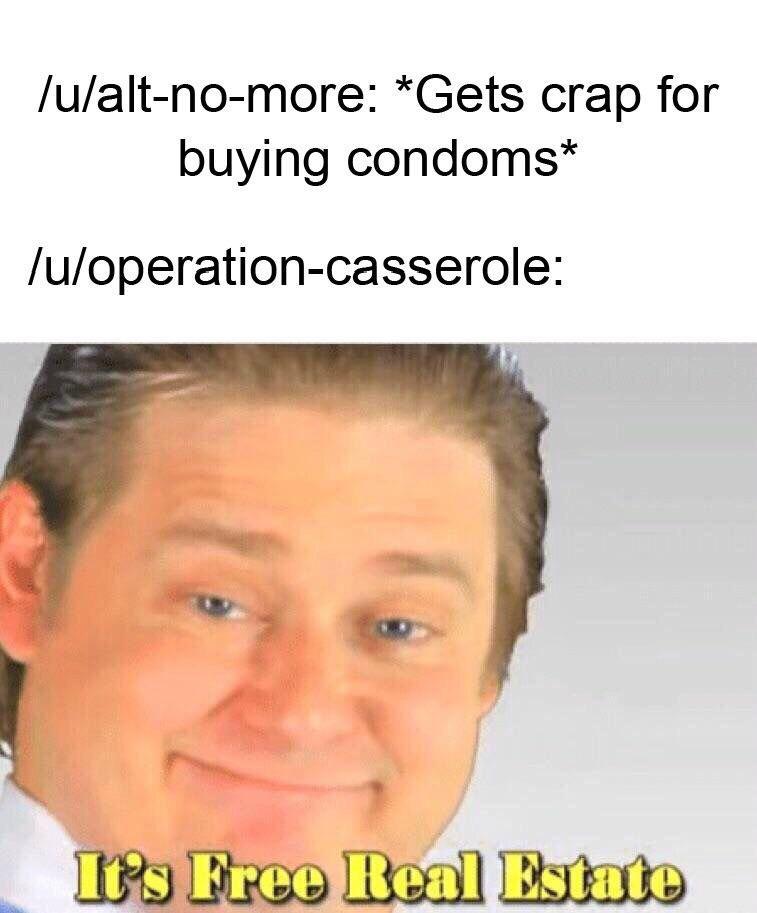 /u/alt-no-more: *Gets crap for
buying condoms*
/u/operation-casserole:
It's Free Real Estate